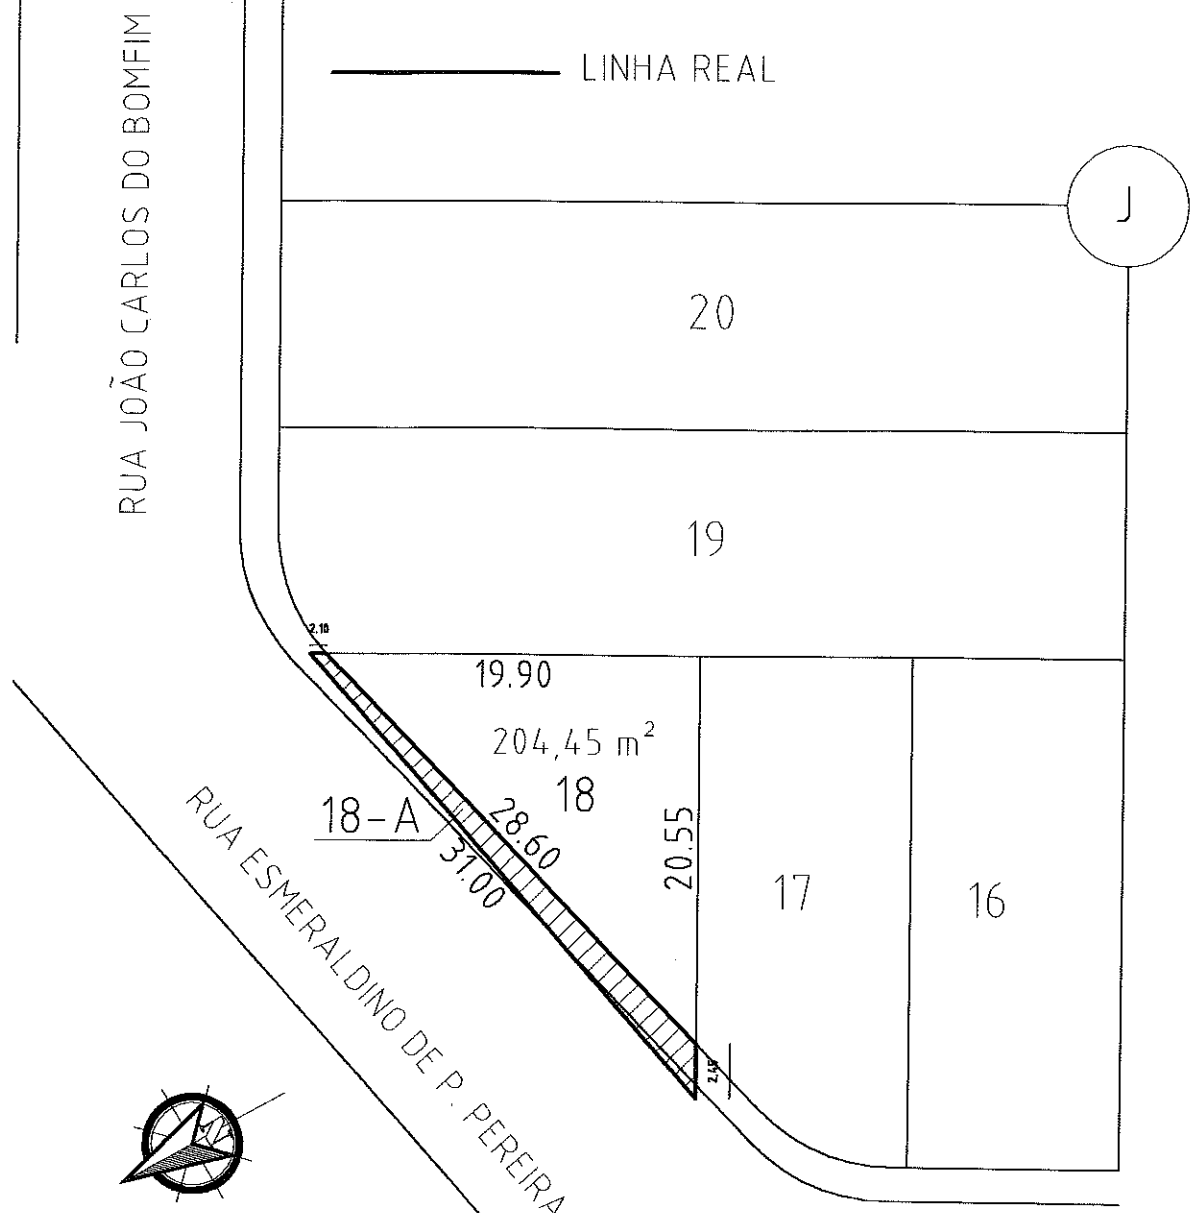 RUA JOÃO CARLOS DO BOMFIM
LINHA REAL
J
20
19
2.10
19.90
204,45 m²
18
18-A
28.60
31.00
20.55
17
16
RUA ESMERALDINO DE P. PEREIRA